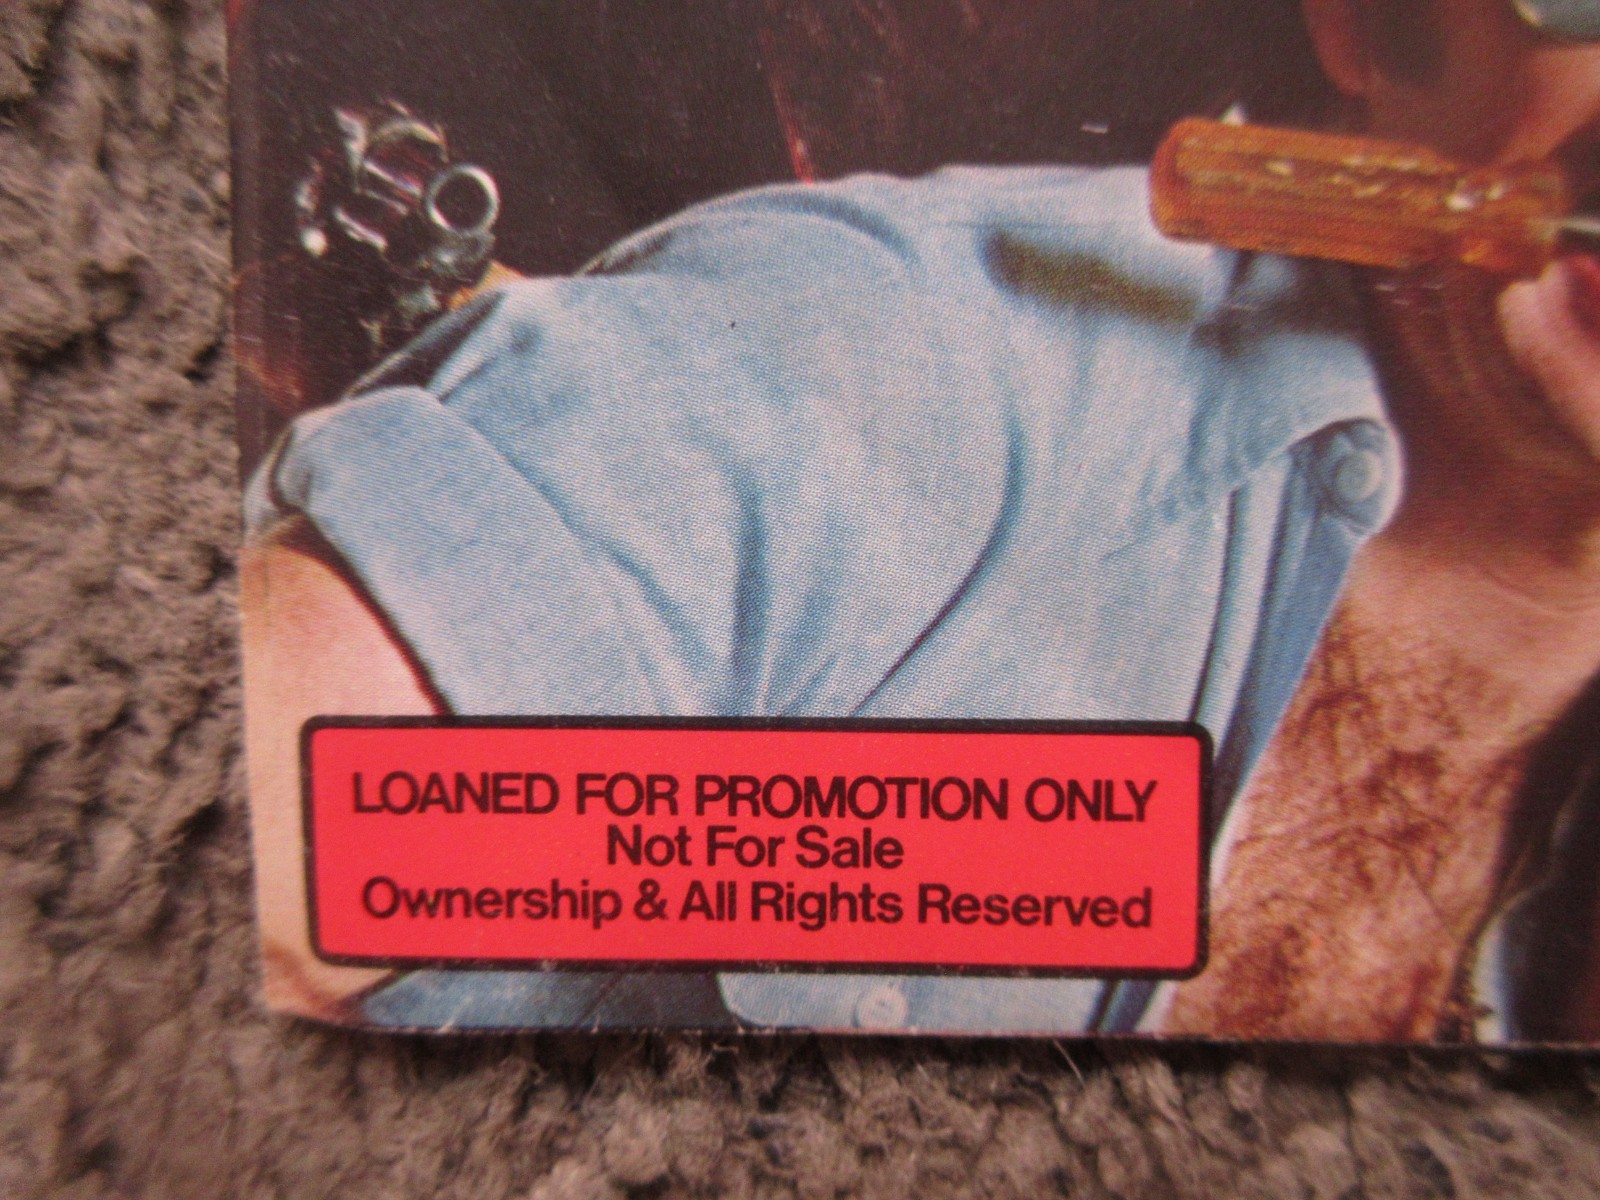 LOANED FOR PROMOTION ONLY
Not For Sale
Ownership & All Rights Reserved